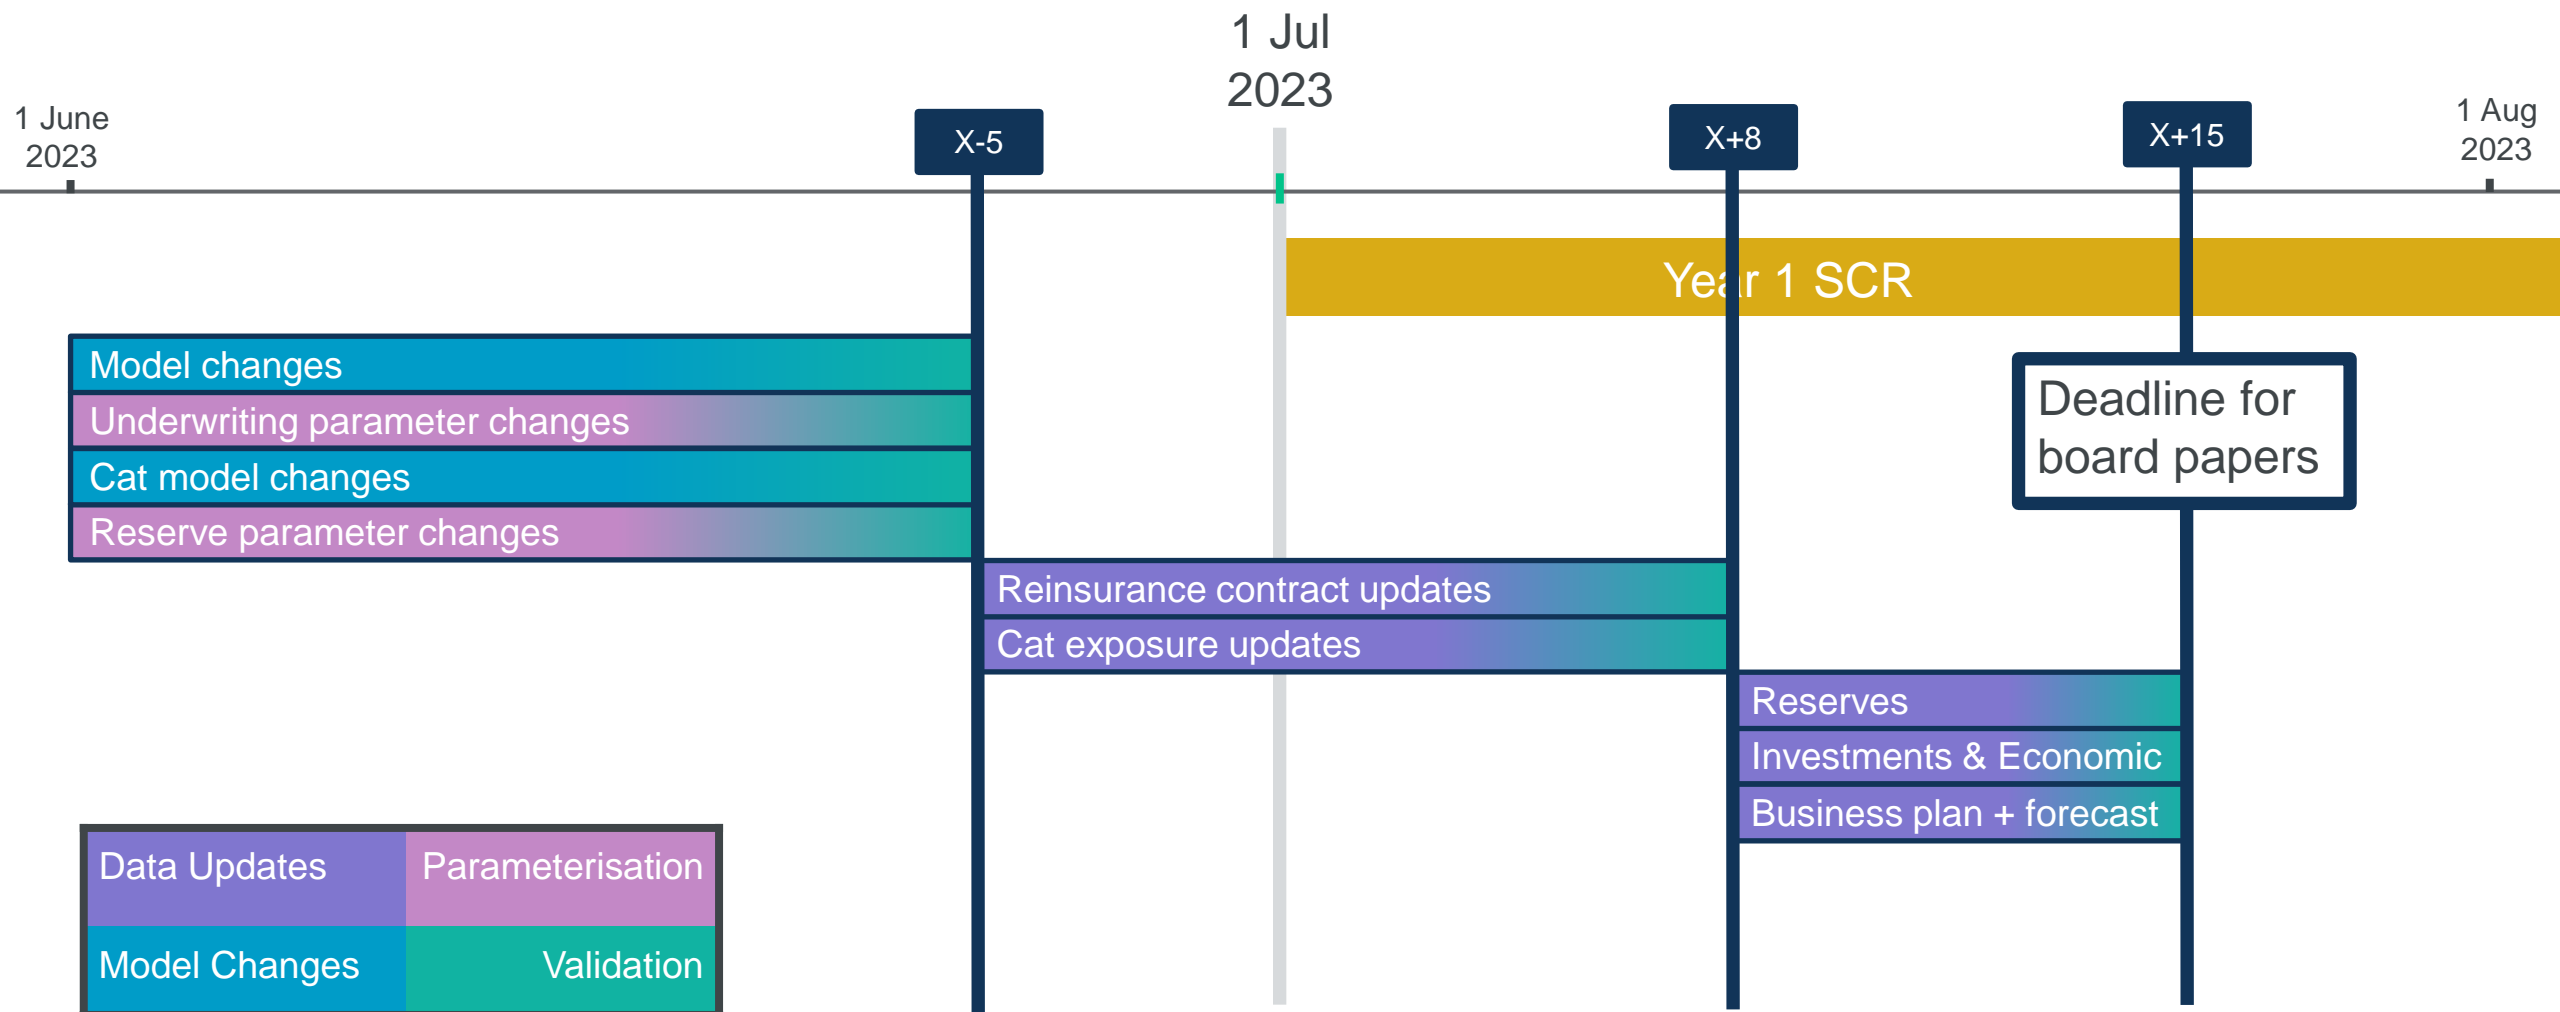 1 Jul
2023
1 June
2023
X-5
X+8
X+15
1 Aug
2023
Year 1 SCR
Model changes
Underwriting parameter changes
Cat model changes
Reserve parameter changes
Deadline for
board papers
Reinsurance contract updates
Cat exposure updates
Reserves
Investments & Economic
Business plan + forecast
Data Updates
Parameterisation
Model Changes
Validation